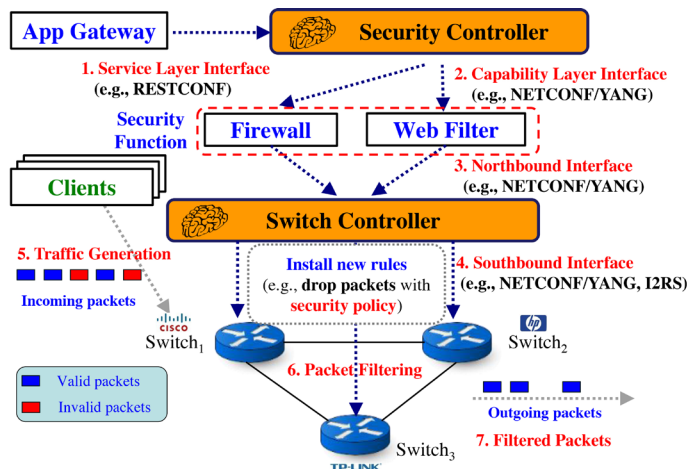 App Gateway
Security Controller
1. Service Layer Interface
(e.g., RESTCONF)
2. Capability Layer Interface
(e.g., NETCONF/YANG)
Security
Function
Firewall
Web Filter
3. Northbound Interface
(e.g., NETCONF/YANG)
Clients
Switch Controller
5. Traffic Generation
Incoming packets
Install new rules
(e.g., drop packets with
security policy)
4. Southbound Interface
(e.g., NETCONF/YANG, I2RS)
CISCO
Switch1
hp
Switch2
6. Packet Filtering
Valid packets
Invalid packets
Outgoing packets
7. Filtered Packets
Switch3
TP-LINK